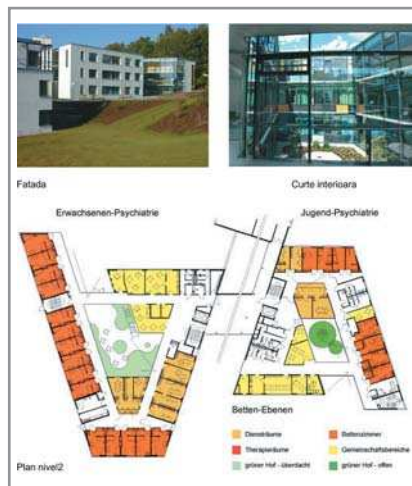 Fatada
Curte interioara
Erwachsenen-Psychiatrie
Jugend-Psychiatrie
Betten-Ebenen
Diensträume
Bettenzimmer
Therapieräume
Gemeinschaftsbereiche
grüner Hof - überdacht
grüner Hof - offen
Plan nivel2